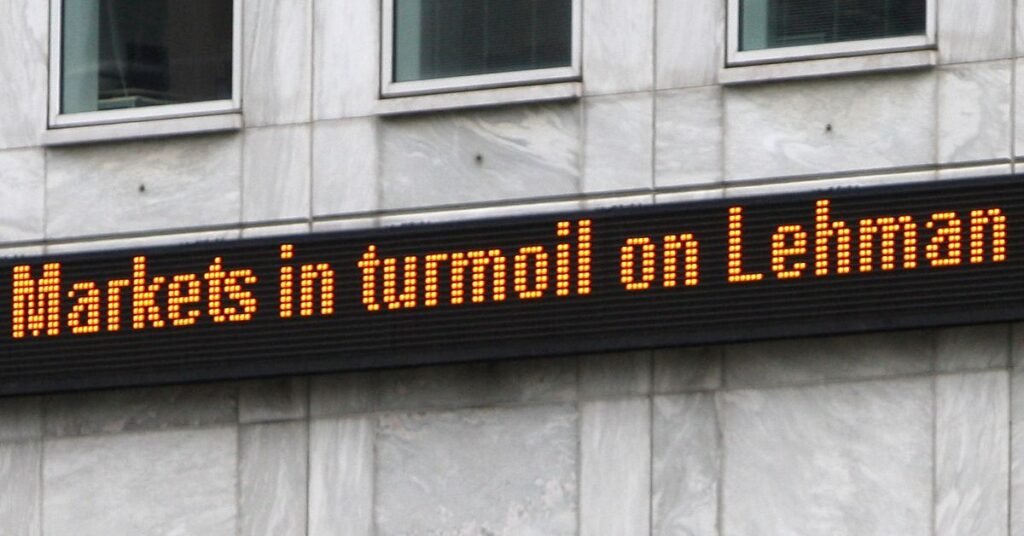 Markets in turmoil on Lehman